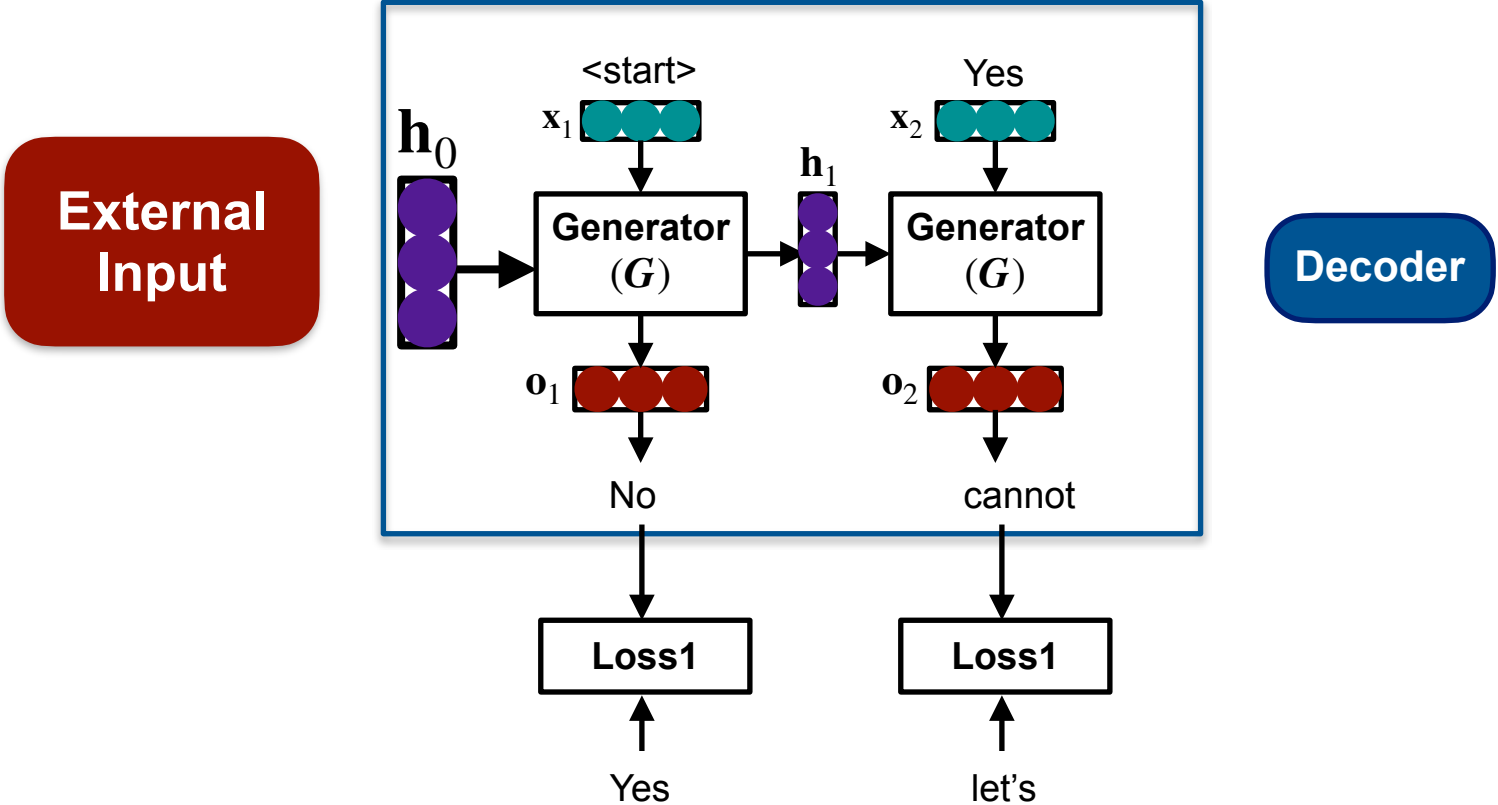 <start> Yes
x1 x2
h0
h1
External
Input
Generator
(G)
Generator
(G)
Decoder
o1 o2
No cannot
Loss1 Loss1
Yes let's